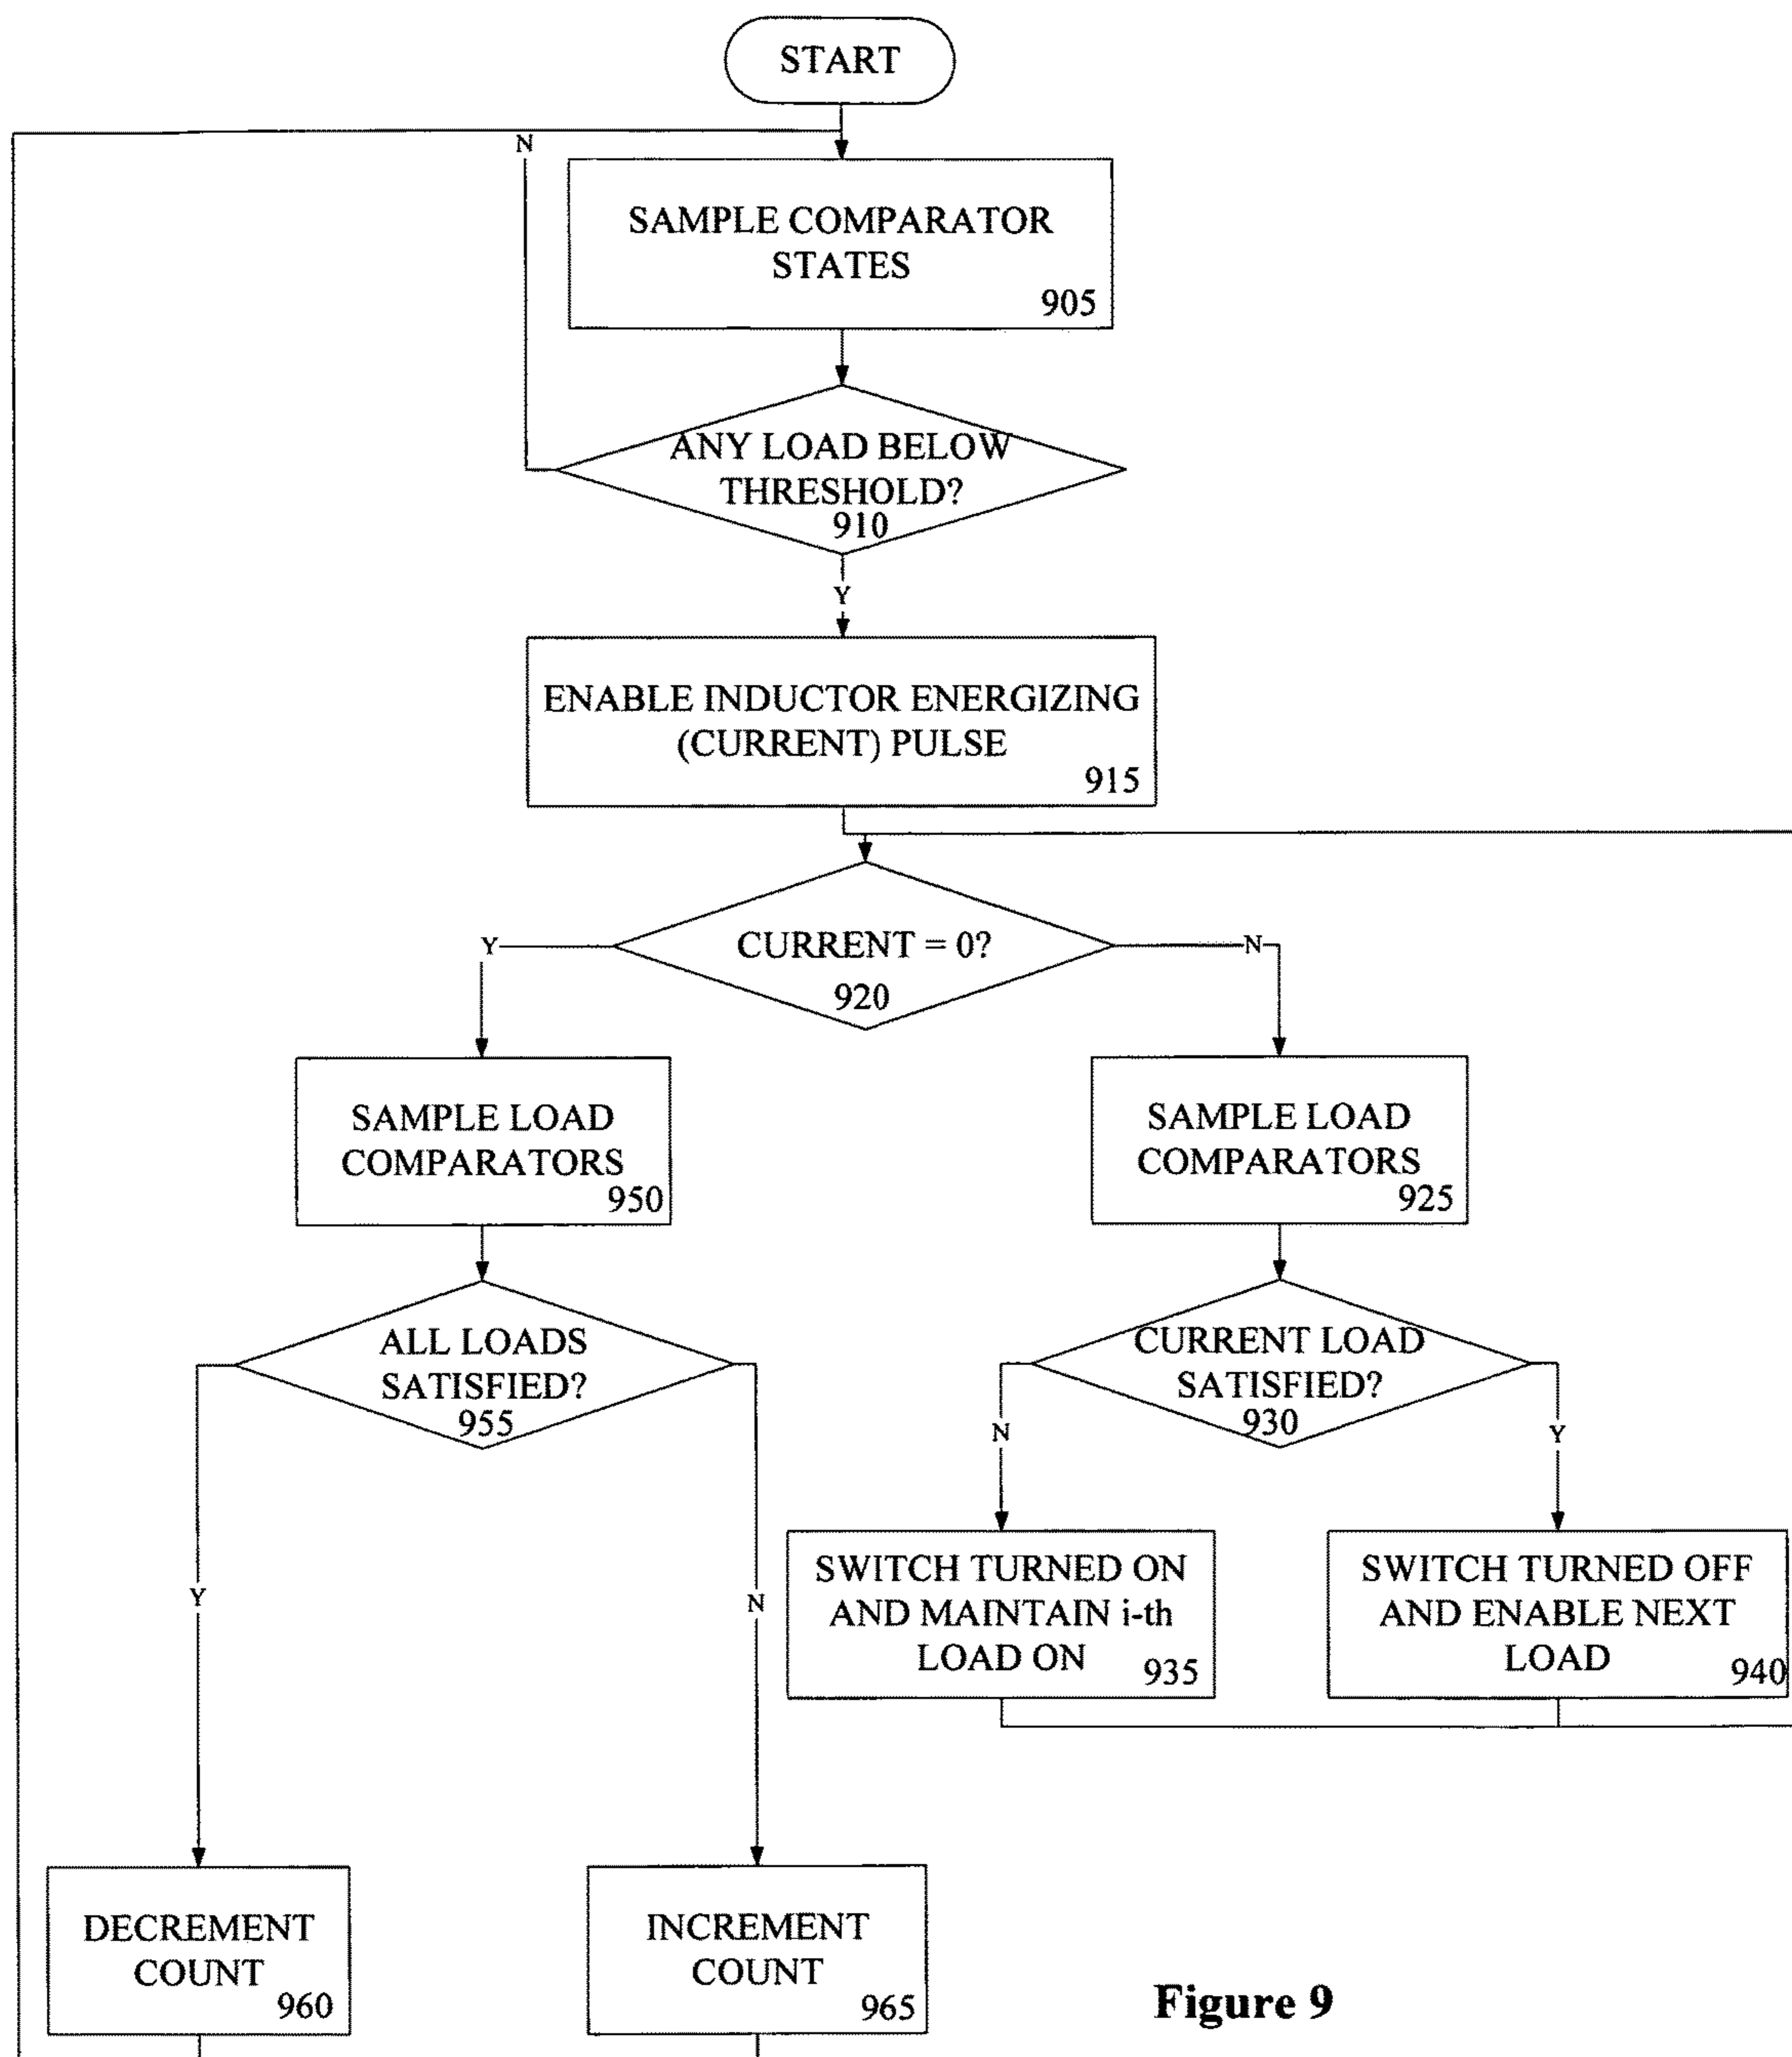 START
N
SAMPLE COMPARATOR
STATES
905
ANY LOAD BELOW
THRESHOLD?
910
Y
ENABLE INDUCTOR ENERGIZING
(CURRENT) PULSE
915
CURRENT = 0?
920
Y
N
SAMPLE LOAD
COMPARATORS
950
SAMPLE LOAD
COMPARATORS
925
ALL LOADS
SATISFIED?
955
CURRENT LOAD
SATISFIED?
930
N
Y
SWITCH TURNED ON
AND MAINTAIN i-th
LOAD ON
935
SWITCH TURNED OFF
AND ENABLE NEXT
LOAD
940
Y
N
DECREMENT
COUNT
960
INCREMENT
COUNT
965
Figure 9